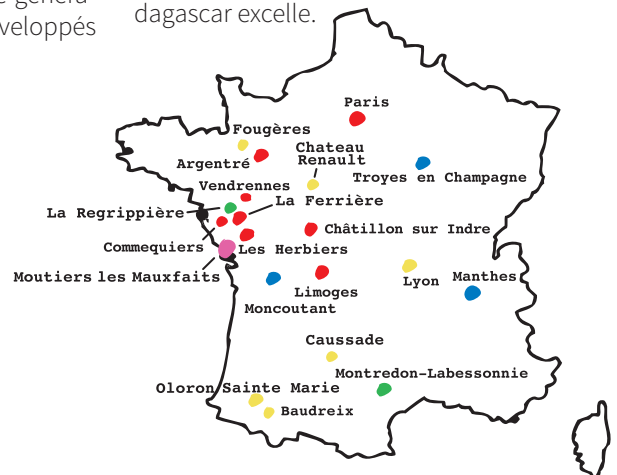 e généra-
veloppés
dagascar excelle.
Paris
Fougères
Chateau
Renault
Argentré
Troyes en Champagne
Vendrennes
La Ferrière
La Regrippière
Châtillon sur Indre
Commequiers
Les Herbiers
Moutiers les Mauxfaits
Lyon
Manthes
Limoges
Moncoutant
Caussade
Montredon-Labessonnie
Oloron Sainte Marie
Baudreix